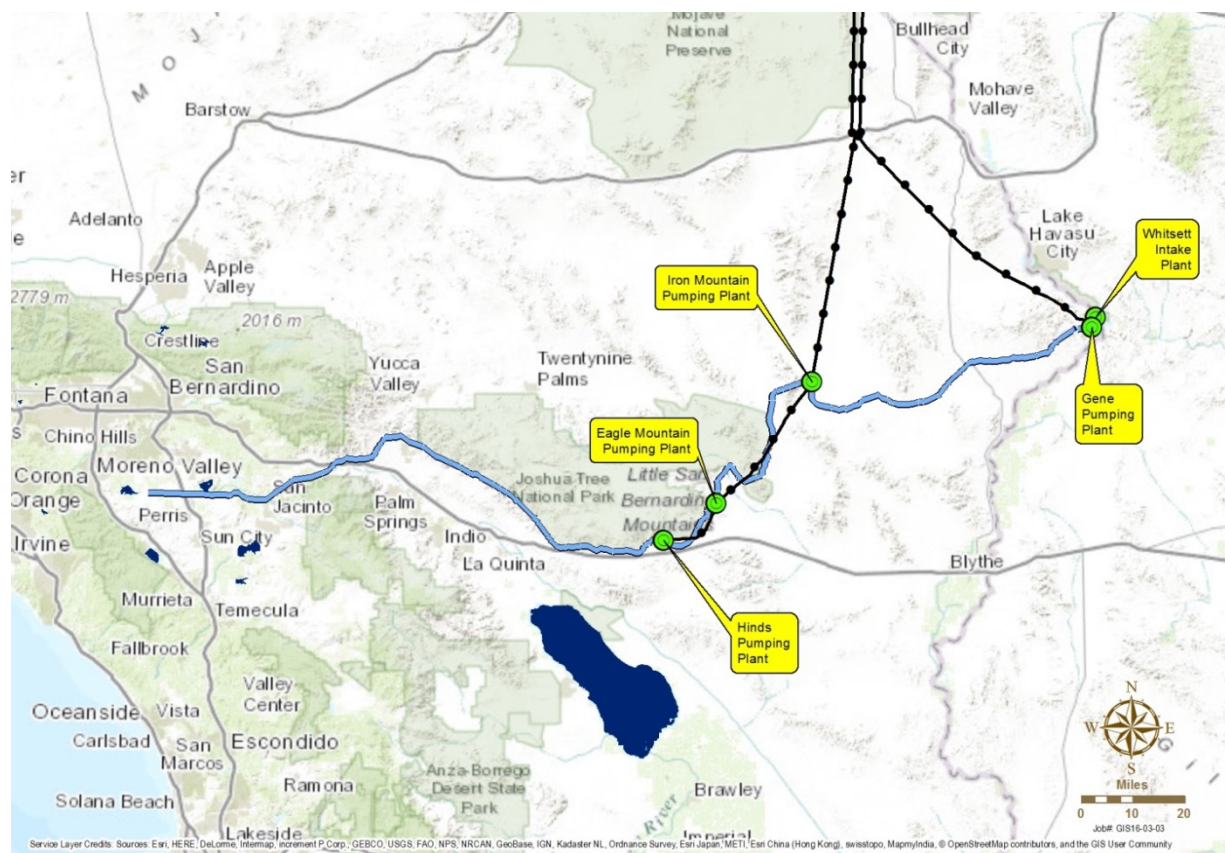 Mojave
National
Preserve
Bullhead
City
M O J
Mohave
Valley
Barstow
er
e
Adelanto
Lake
Havasu
City
Whitsett
Intake
Plant
Hesperia
Apple
Valley
Iron Mountain
Pumping Plant
2779 m
2016 m
Crestline
San
Bernardino
Yucca
Valley
Twentynine
Palms
Fontana
Gene
Pumping
Plant
s
Chino Hills
Eagle Mountain
Pumping Plant
Moreno Valley
Corona
Orange
Little San
Bernardino
Mountains
Joshua Tree
National Park
San
Jacinto
Perris
Palm
Springs
Irvine
Sun City
Indio
La Quinta
Blythe
Murrieta
Temecula
Hinds
Pumping
Plant
Fallbrook
Valley
Center
Oceanside
Vista
Carlsbad
San
Marcos
Escondido
N
W
E
S
G
Miles
0 10 20
Job#: GIS16-03-03
Anza-Borrego
Desert State
Park
Ramona
Brawley
Solana Beach
River
Lakeside
Imperial
Service Layer Credits: Sources: Esri, HERE, DeLorme, Intermap, increment P Corp., GEBCO, USGS, FAO, NPS, NRCAN, GeoBase, IGN, Kadaster NL, Ordnance Survey, Esri Japan, METI, Esri China (Hong Kong), swisstopo, MapmyIndia, © OpenStreetMap contributors, and the GIS User Community